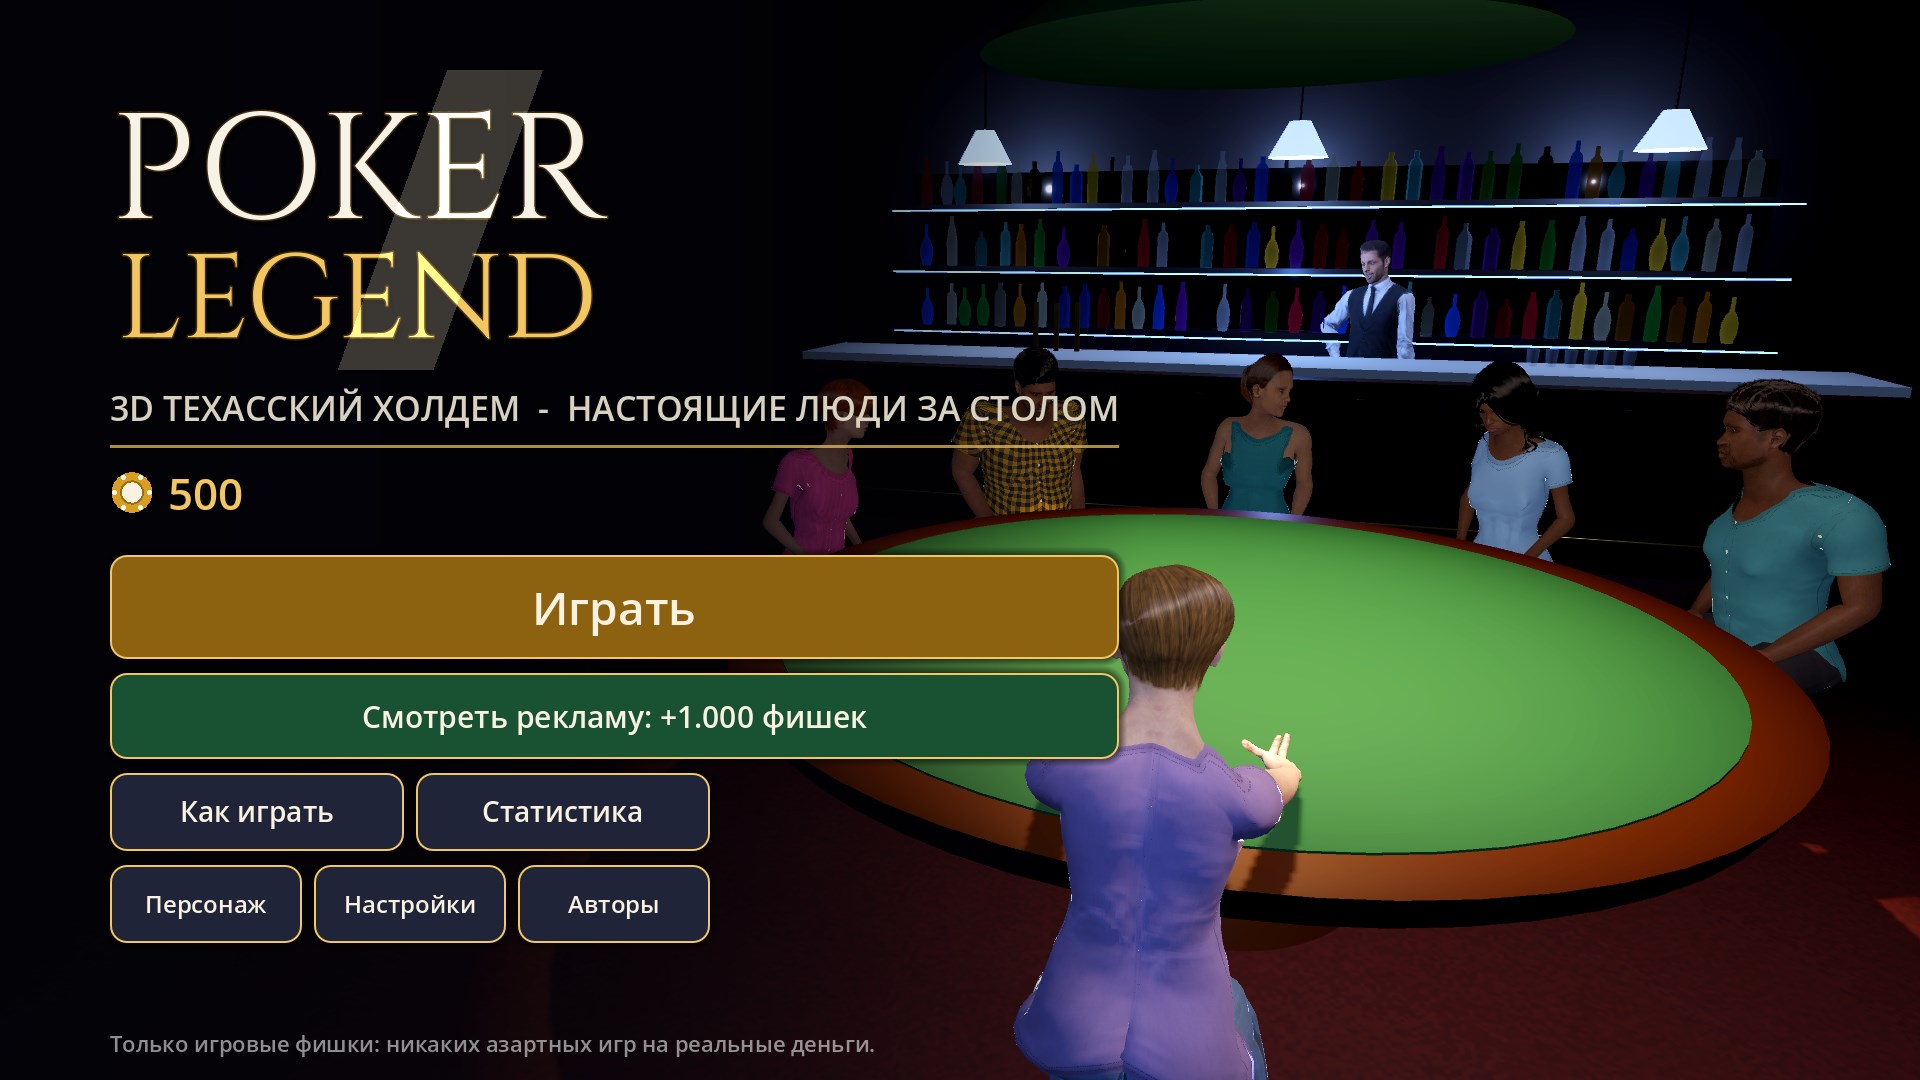 POKER
LEGEND
3D ТЕХАССКИЙ ХОЛДЕМ - НАСТОЯЩИЕ ЛЮДИ ЗА СТОЛОМ
500
Играть
Смотреть рекламу: +1.000 фишек
Как играть
Статистика
Персонаж
Настройки
Авторы
Только игровые фишки: никаких азартных игр на реальные деньги.